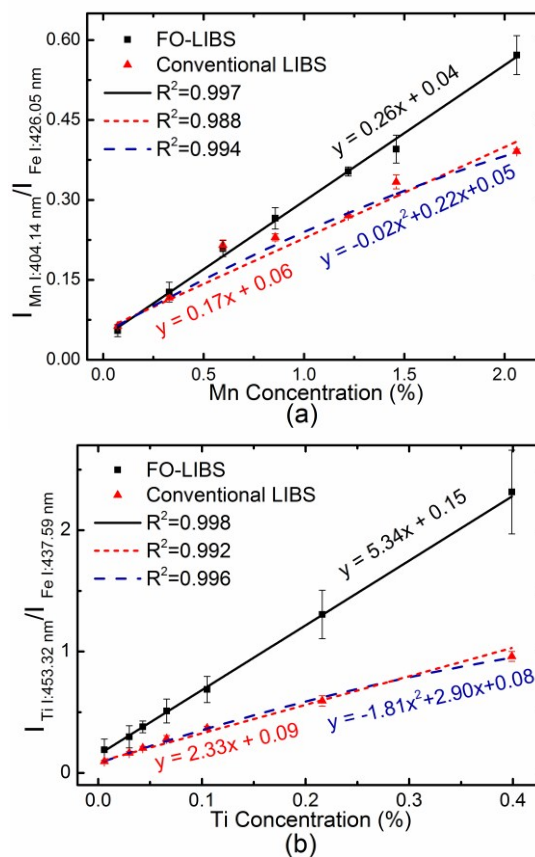 0.60
0.45
0.30
0.15
0.00
I Mn I:404.14 nm/I Fe I:426.05 nm
FO-LIBS
Conventional LIBS
R²=0.997
R²=0.988
R²=0.994
y = 0.26x + 0.04
y = -0.02x²+0.22x+0.05
y = 0.17x + 0.06
0.0 0.5 1.0 1.5 2.0
Mn Concentration (%)
(a)
2
1
0
I Ti I:453.32 nm/I Fe I:437.59 nm
FO-LIBS
Conventional LIBS
R²=0.998
R²=0.992
R²=0.996
y = 5.34x + 0.15
y = -1.81x²+2.90x+0.08
y = 2.33x + 0.09
0.0 0.1 0.2 0.3 0.4
Ti Concentration (%)
(b)